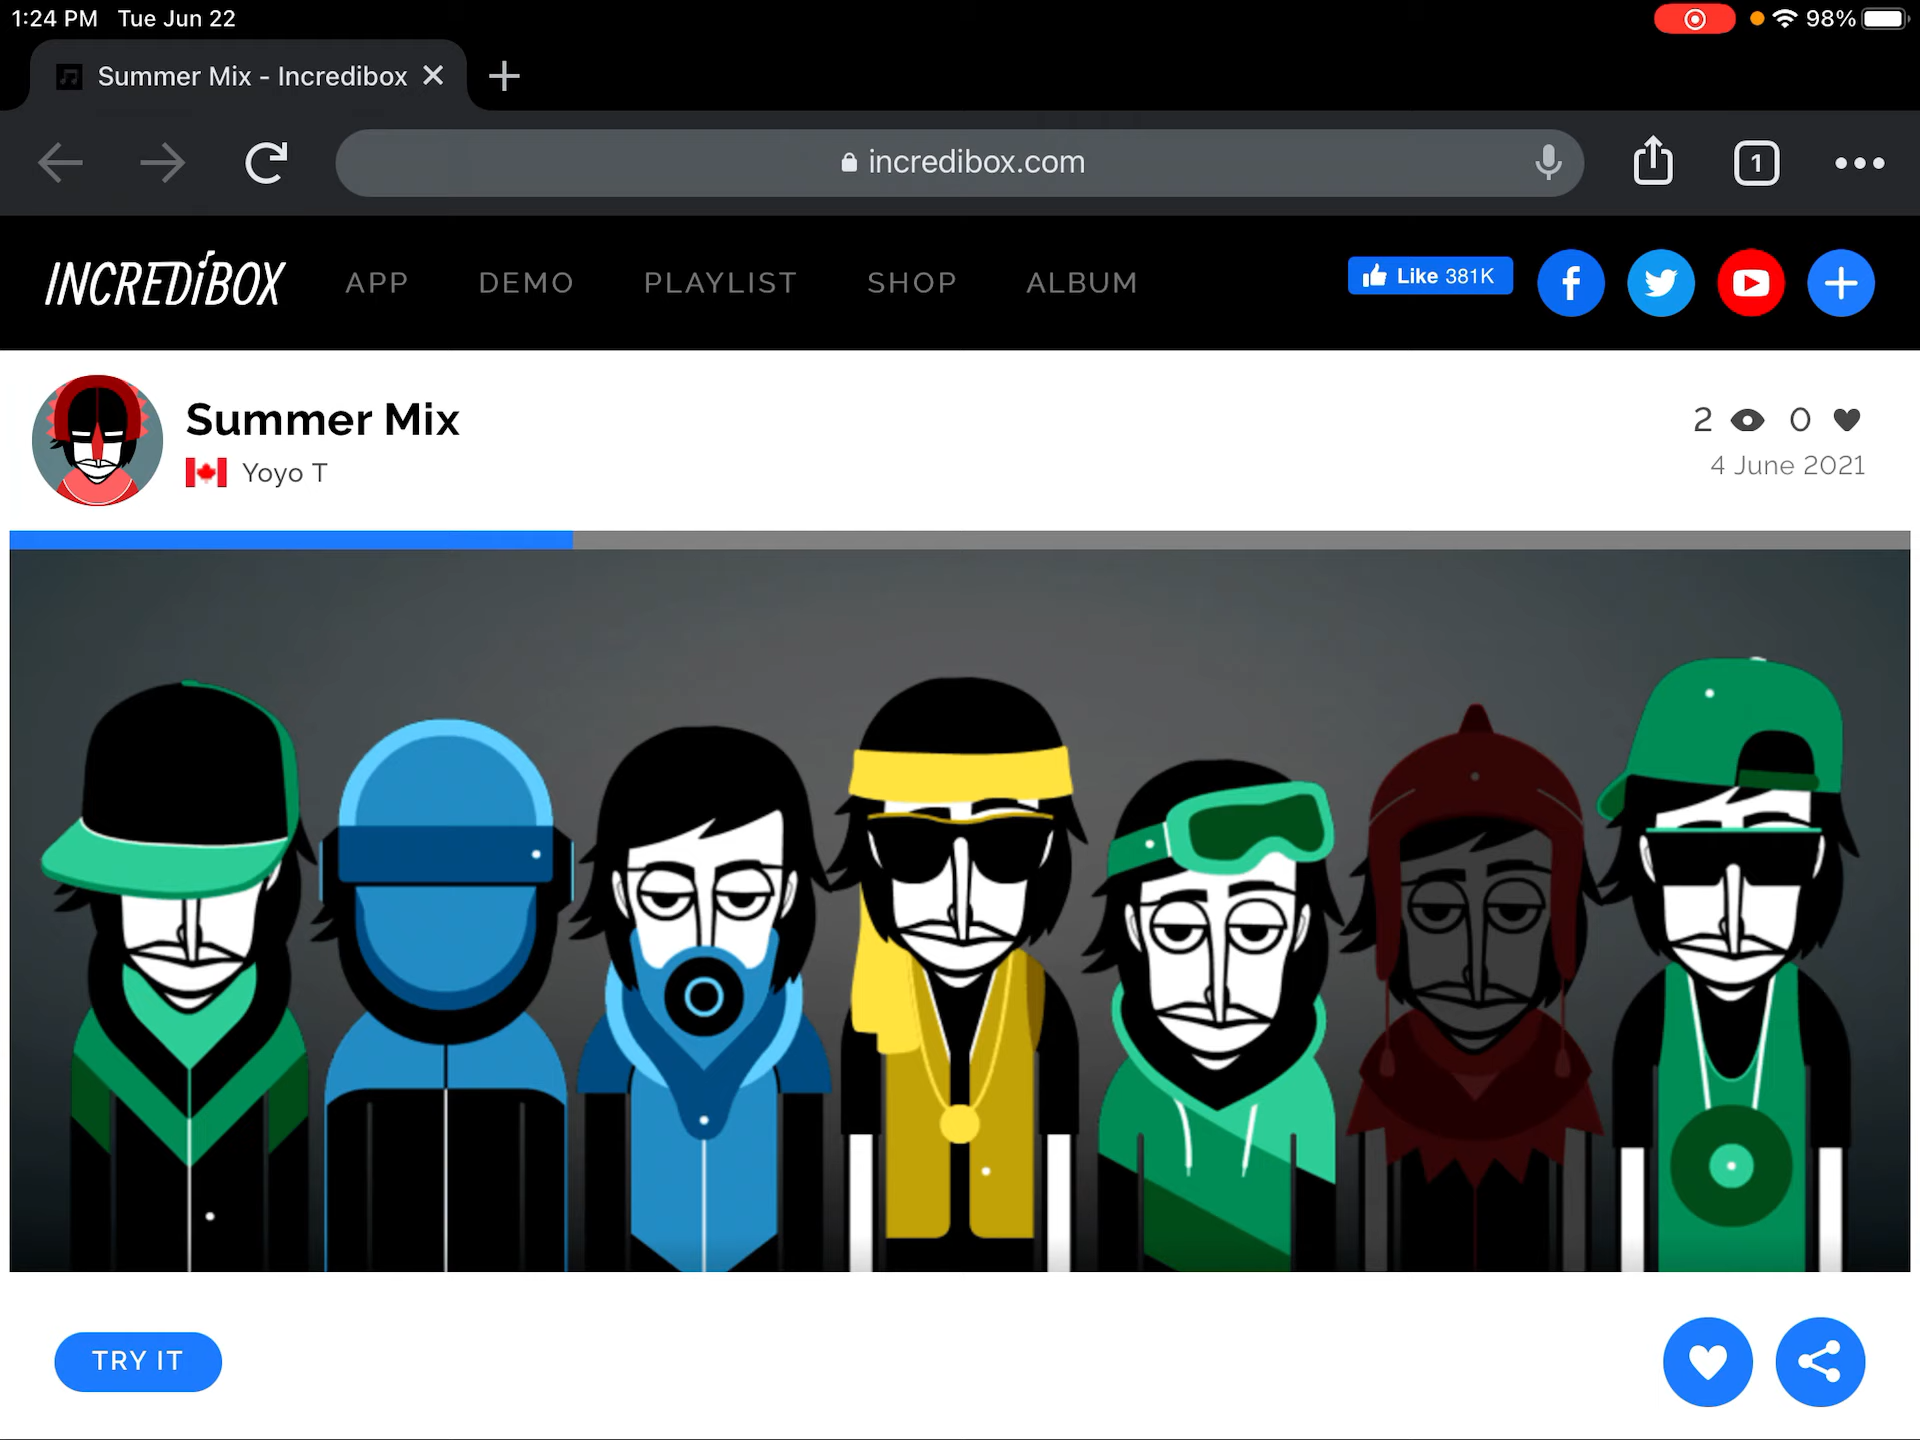 1:24 PM Tue Jun 22
98%
Summer Mix - Incredibox
incredibox.com
1
INCREDIBOX
APP
DEMO
PLAYLIST
SHOP
ALBUM
Like 381K
Summer Mix
2
0
Yoyo T
4 June 2021
TRY IT